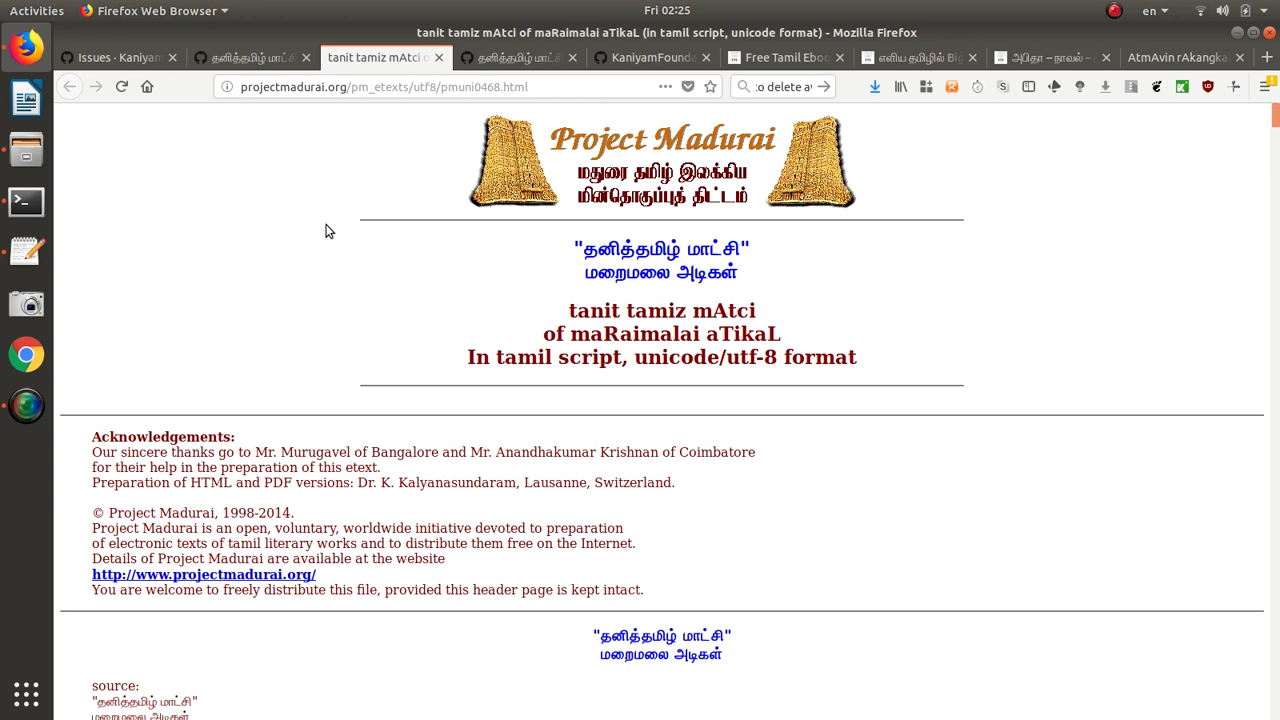 Activities Firefox Web Browser Fri 02:25 en
tanit tamiz mAtci of maRaimalai aTikaL (in tamil script, unicode format) - Mozilla Firefox
Issues - Kaniyam தனித்தமிழ் மாட்சி tanit tamiz mAtci o தனித்தமிழ் மாட்சி KaniyamFounda Free Tamil Eboo எளிய தமிழில் Big அபிதா – நாவல் – AtmAvin rAkangka
projectmadurai.org/pm_etexts/utf8/pmuni0468.html to delete a
Project Madurai
மதுரை தமிழ் இலக்கிய
மின்தொகுப்புத் திட்டம்
"தனித்தமிழ் மாட்சி"
மறைமலை அடிகள்
tanit tamiz mAtci
of maRaimalai aTikaL
In tamil script, unicode/utf-8 format
Acknowledgements:
Our sincere thanks go to Mr. Murugavel of Bangalore and Mr. Anandhakumar Krishnan of Coimbatore
for their help in the preparation of this etext.
Preparation of HTML and PDF versions: Dr. K. Kalyanasundaram, Lausanne, Switzerland.
© Project Madurai, 1998-2014.
Project Madurai is an open, voluntary, worldwide initiative devoted to preparation
of electronic texts of tamil literary works and to distribute them free on the Internet.
Details of Project Madurai are available at the website
http://www.projectmadurai.org/
You are welcome to freely distribute this file, provided this header page is kept intact.
"தனித்தமிழ் மாட்சி"
மறைமலை அடிகள்
source:
"தனித்தமிழ் மாட்சி"
மறைமலை அடிகள்